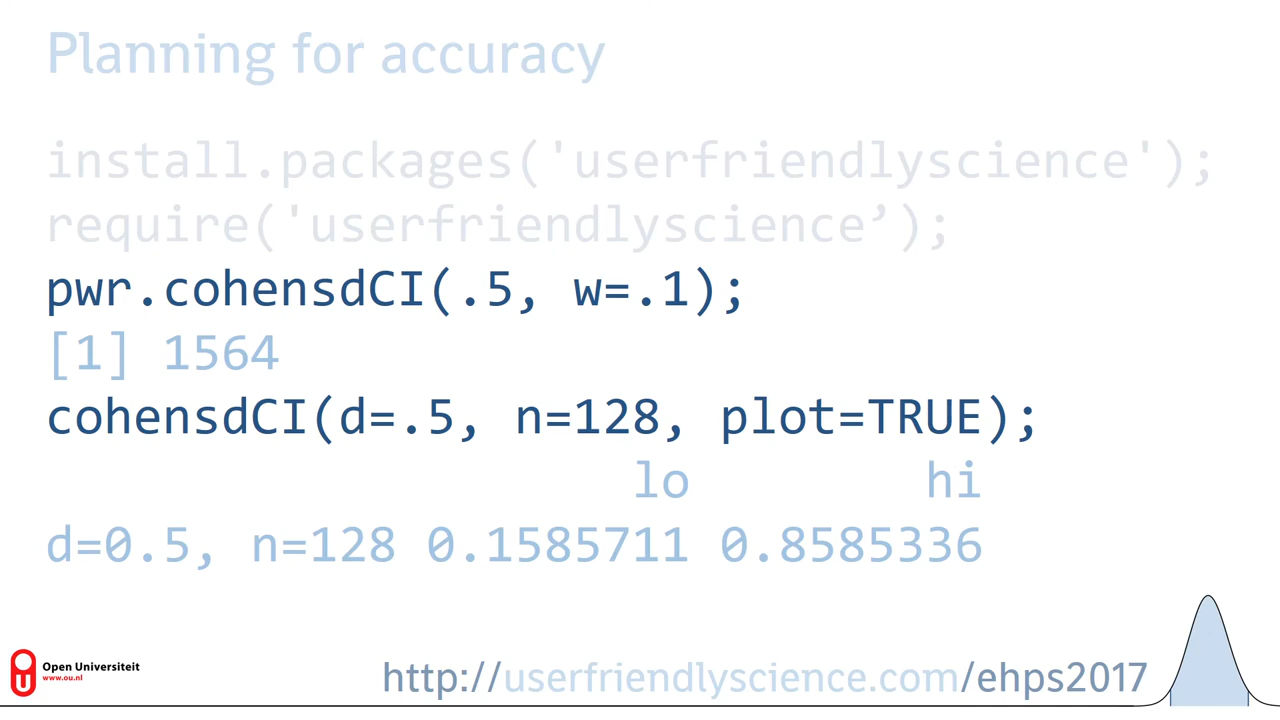 Planning for accuracy
install.packages('userfriendlyscience');
require('userfriendlyscience’);
pwr.cohensdCI(.5, w=.1);
[1] 1564
cohensdCI(d=.5, n=128, plot=TRUE);
lo hi
d=0.5, n=128 0.1585711 0.8585336
Open Universiteit
www.ou.nl
http://userfriendlyscience.com/ehps2017